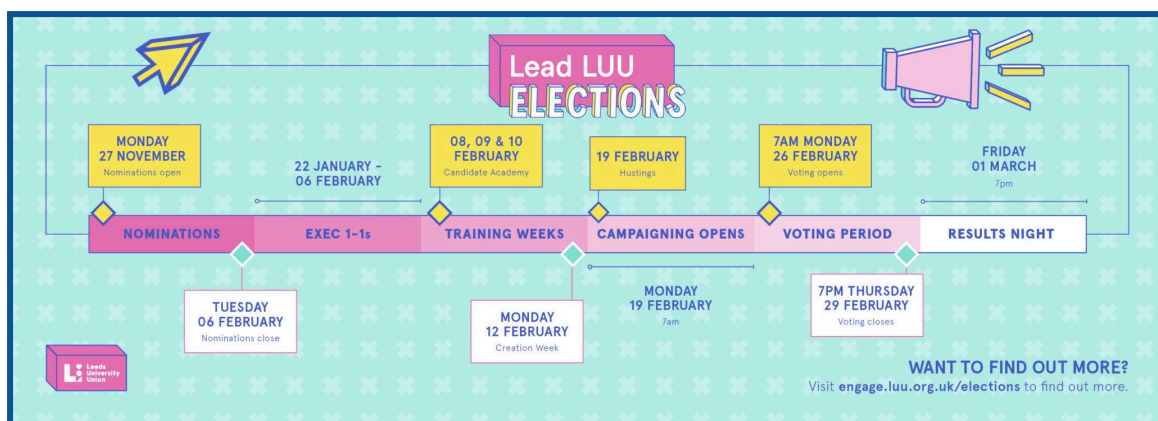 Lead LUU
ELECTIONS
MONDAY
27 NOVEMBER
Nominations open
22 JANUARY –
06 FEBRUARY
08, 09 & 10
FEBRUARY
Candidate Academy
19 FEBRUARY
Hustings
7AM MONDAY
26 FEBRUARY
Voting opens
FRIDAY
01 MARCH
7pm
NOMINATIONS
EXEC 1-1s
TRAINING WEEKS
CAMPAIGNING OPENS
VOTING PERIOD
RESULTS NIGHT
TUESDAY
06 FEBRUARY
Nominations close
MONDAY
12 FEBRUARY
Creation Week
MONDAY
19 FEBRUARY
7am
7PM THURSDAY
29 FEBRUARY
Voting closes
Leeds
University
Union
WANT TO FIND OUT MORE?
Visit engage.luu.org.uk/elections to find out more.